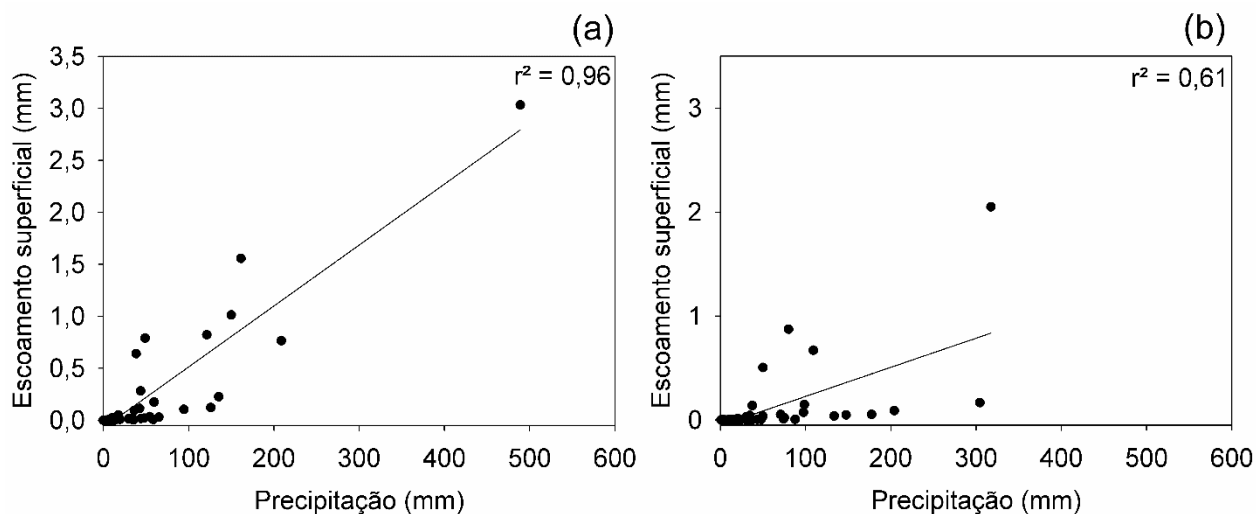 (a)
r² = 0,96
Escoamento superficial (mm)
3,5
3,0
2,5
2,0
1,5
1,0
0,5
0,0
0 100 200 300 400 500 600
Precipitação (mm)
(b)
r² = 0,61
Escoamento superficial (mm)
3
2
1
0
0 100 200 300 400 500 600
Precipitação (mm)